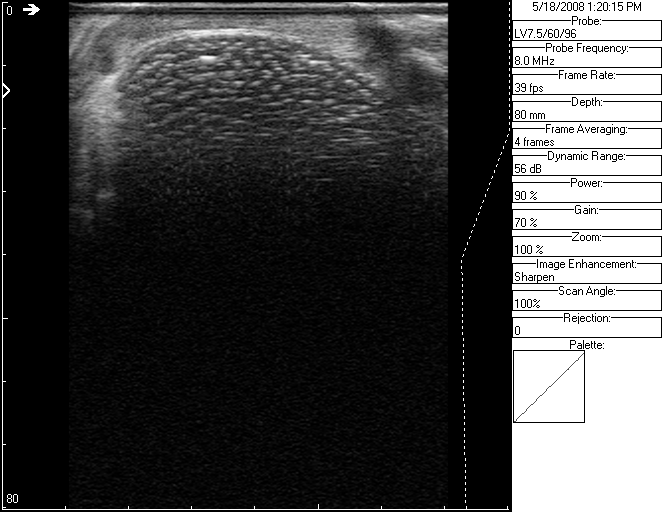 0
80
5/18/2008 1:20:15 PM
Probe:
LV7.5/60/96
Probe Frequency:
8.0 MHz
Frame Rate:
39 fps
Depth:
80 mm
Frame Averaging:
4 frames
Dynamic Range:
56 dB
Power:
90 %
Gain:
70 %
Zoom:
100 %
Image Enhancement:
Sharpen
Scan Angle:
100%
Rejection:
0
Palette: